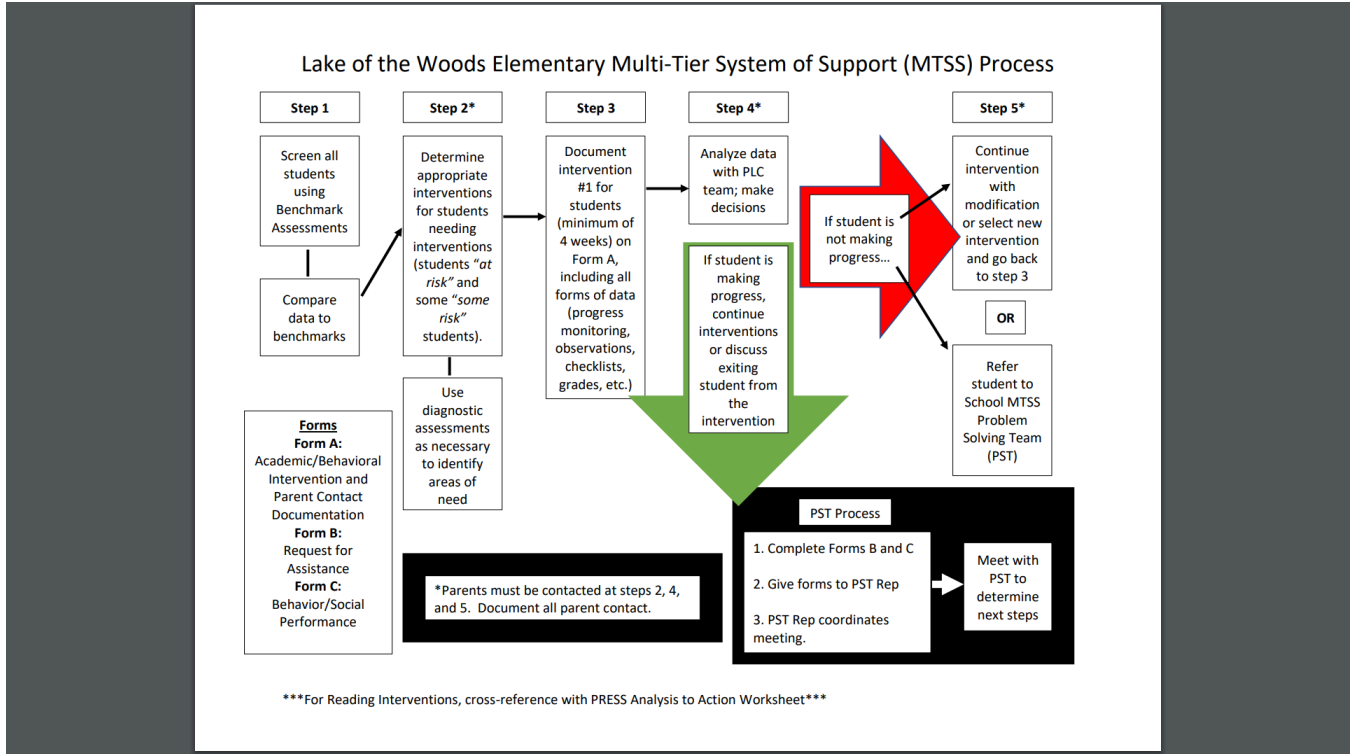 Lake of the Woods Elementary Multi-Tier System of Support (MTSS) Process
Step 1
Screen all
students
using
Benchmark
Assessments
Compare
data to
benchmarks
Step 2*
Determine
appropriate
interventions
for students
needing
interventions
(students “at
risk” and
some “some
risk”
students).
Use
diagnostic
assessments
as necessary
to identify
areas of
need
Step 3
Document
intervention
#1 for
students
(minimum of
4 weeks) on
Form A,
including all
forms of data
(progress
monitoring,
observations,
checklists,
grades, etc.)
Step 4*
Analyze data
with PLC
team; make
decisions
If student is
making
progress,
continue
interventions
or discuss
exiting
student from
the
intervention
If student is
not making
progress…
Step 5*
Continue
intervention
with
modification
or select new
intervention
and go back
to step 3
OR
Refer
student to
School MTSS
Problem
Solving Team
(PST)
Forms
Form A:
Academic/Behavioral
Intervention and
Parent Contact
Documentation
Form B:
Request for
Assistance
Form C:
Behavior/Social
Performance
*Parents must be contacted at steps 2, 4,
and 5. Document all parent contact.
PST Process
1. Complete Forms B and C
2. Give forms to PST Rep
3. PST Rep coordinates
meeting.
Meet with
PST to
determine
next steps
***For Reading Interventions, cross-reference with PRESS Analysis to Action Worksheet***